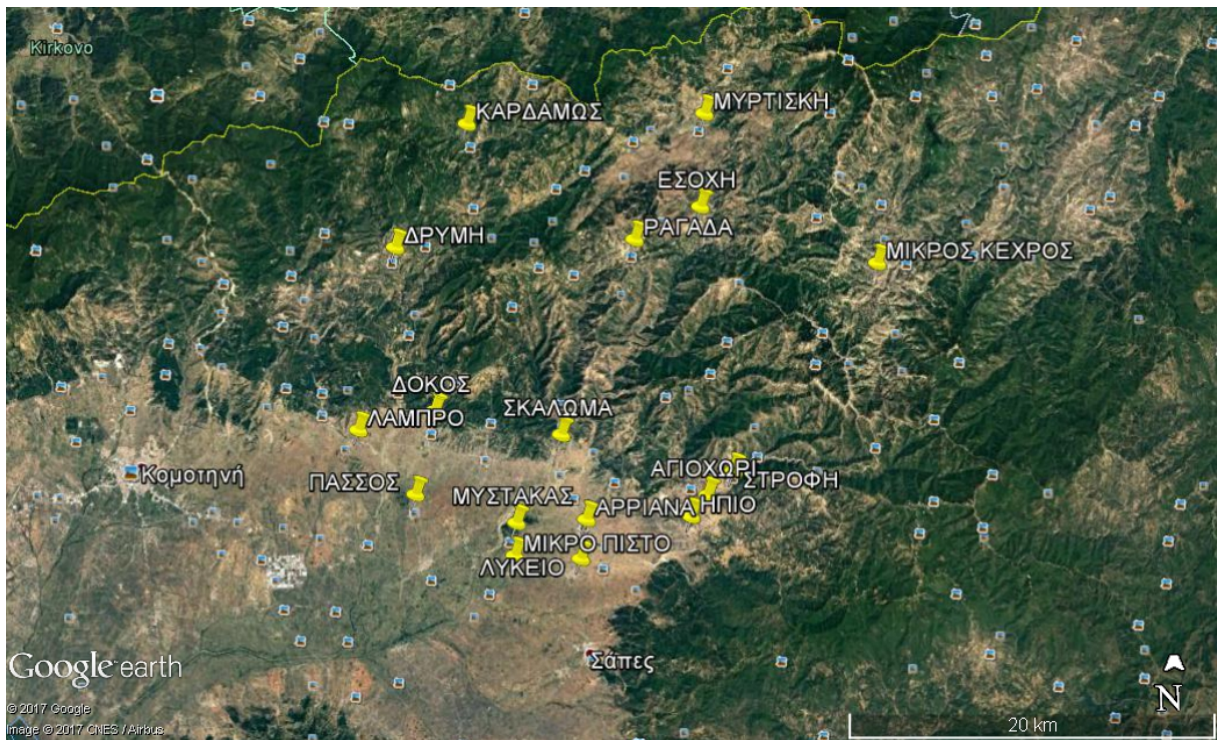 Kirkovo
ΚΑΡΔΑΜΩΣ
ΜΥΡΤΙΣΚΗ
ΕΣΟΧΗ
ΡΑΓΑΔΑ
ΔΡΥΜΗ
ΜΙΚΡΟΣ ΚΕΧΡΟΣ
ΔΟΚΟΣ
ΛΑΜΠΡΟ
ΣΚΑΛΩΜΑ
Κομοτηνή
ΑΓΙΟΧΩΡΙ
ΣΤΡΟΦΗ
ΠΑΣΣΟΣ
ΜΥΣΤΑΚΑΣ
ΑΡΡΙΑΝΑ
ΗΠΙΟ
ΜΙΚΡΟ ΠΙΣΤΟ
ΛΥΚΕΙΟ
Σάπες
Google earth
N
© 2017 Google
Image © 2017 CNES / Airbus
20 km